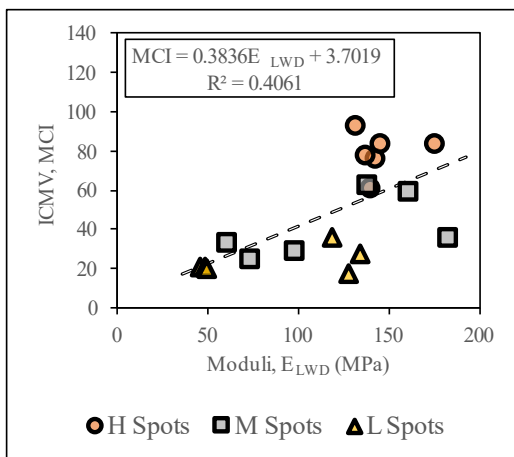 MCI = 0.3836E LWD + 3.7019
R² = 0.4061
ICMV, MCI
140
120
100
80
60
40
20
0
0 50 100 150 200
Moduli, ELWD (MPa)
H Spots M Spots L Spots